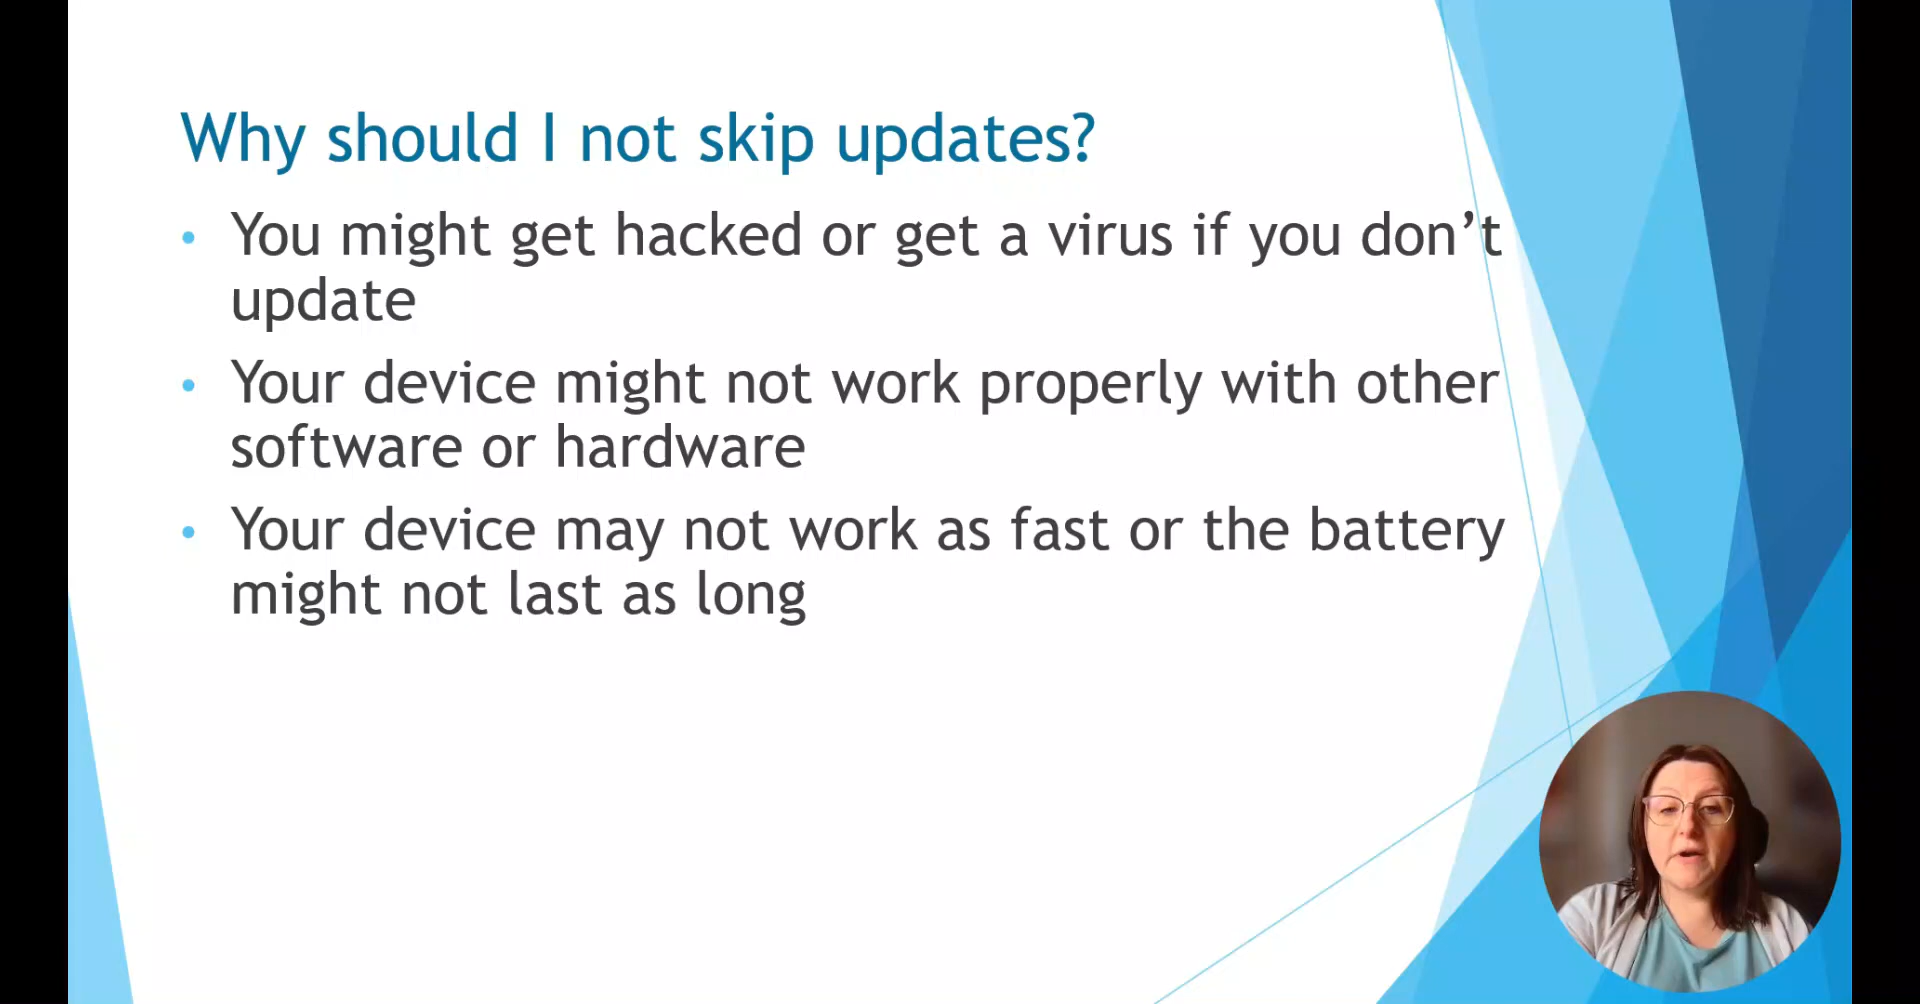 Why should I not skip updates?
• You might get hacked or get a virus if you don’t
update
• Your device might not work properly with other
software or hardware
• Your device may not work as fast or the battery
might not last as long